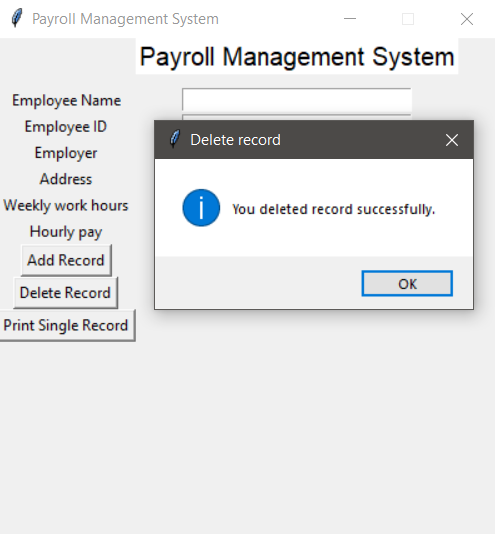 Payroll Management System
Payroll Management System
Employee Name
Employee ID
Employer
Address
Weekly work hours
Hourly pay
Add Record
Delete Record
Print Single Record
Delete record
You deleted record successfully.
OK